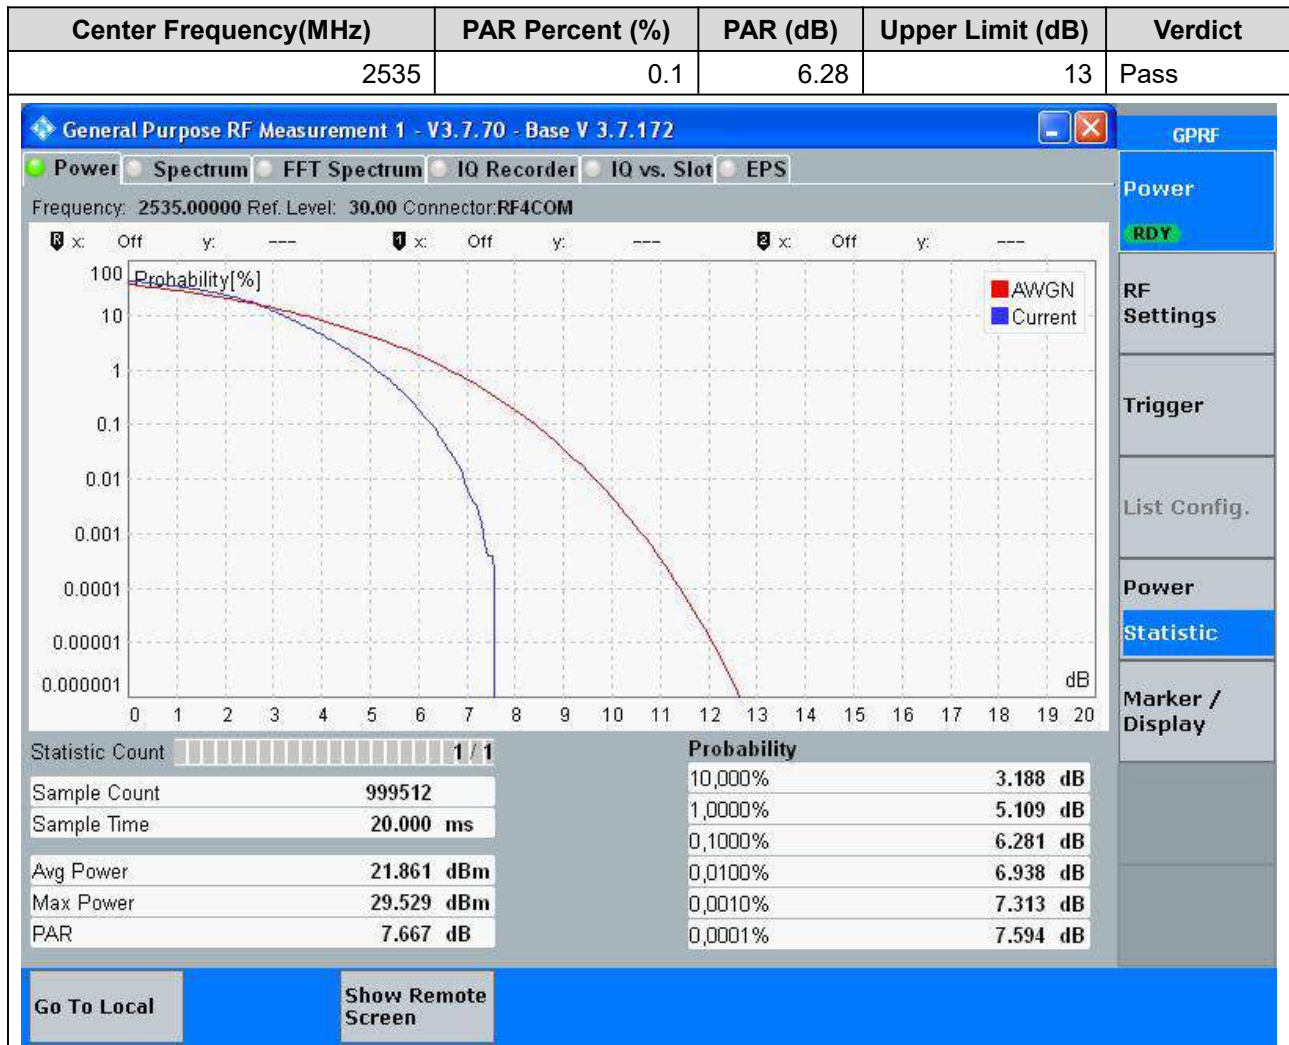 Center Frequency(MHz) PAR Percent (%) PAR (dB) Upper Limit (dB) Verdict
2535 0.1 6.28 13 Pass
General Purpose RF Measurement 1 - V3.7.70 - Base V 3.7.172
GPRF
Power Spectrum FFT Spectrum IQ Recorder IQ vs. Slot EPS
Frequency: 2535.00000 Ref. Level: 30.00 Connector:RF4COM
R x: Off y: --- 1 x: Off y: --- 2 x: Off y: ---
Probability[%]
AWGN
Current
100
10
1
0.1
0.01
0.001
0.0001
0.00001
0.000001
dB
0 1 2 3 4 5 6 7 8 9 10 11 12 13 14 15 16 17 18 19 20
Statistic Count 1 / 1
Sample Count 999512
Sample Time 20.000 ms
Avg Power 21.861 dBm
Max Power 29.529 dBm
PAR 7.667 dB
Probability
10,000% 3.188 dB
1,0000% 5.109 dB
0,1000% 6.281 dB
0,0100% 6.938 dB
0,0010% 7.313 dB
0,0001% 7.594 dB
Power
RDY
RF
Settings
Trigger
List Config.
Power
Statistic
Marker /
Display
Go To Local
Show Remote
Screen